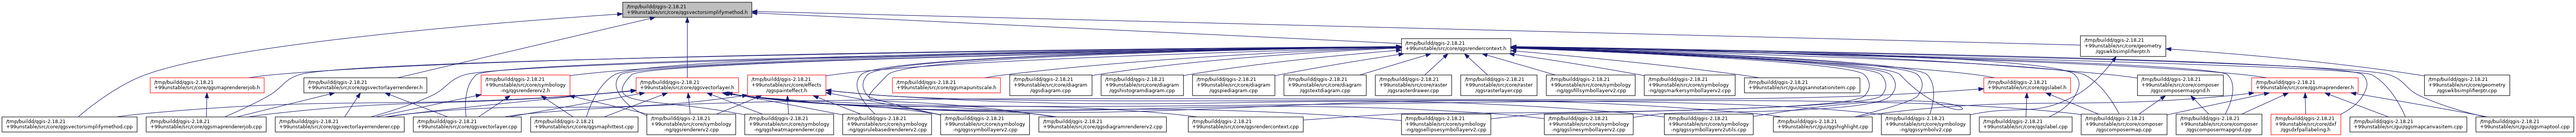 /tmp/buildd/qgis-2.18.21
+99unstable/src/core/qgsvectorsimplifymethod.h
/tmp/buildd/qgis-2.18.21
+99unstable/src/core/qgsrendercontext.h
/tmp/buildd/qgis-2.18.21
+99unstable/src/core/geometry
/qgswkbsimplifierptr.h
/tmp/buildd/qgis-2.18.21
+99unstable/src/core/qgsmaprendererjob.h
/tmp/buildd/qgis-2.18.21
+99unstable/src/core/qgsvectorlayerrenderer.h
/tmp/buildd/qgis-2.18.21
+99unstable/src/core/symbology
-ng/qgsrendererv2.h
/tmp/buildd/qgis-2.18.21
+99unstable/src/core/qgsvectorlayer.h
/tmp/buildd/qgis-2.18.21
+99unstable/src/core/effects
/qgspainteffect.h
/tmp/buildd/qgis-2.18.21
+99unstable/src/core/qgsmapunitscale.h
/tmp/buildd/qgis-2.18.21
+99unstable/src/core/diagram
/qgsdiagram.cpp
/tmp/buildd/qgis-2.18.21
+99unstable/src/core/diagram
/qgshistogramdiagram.cpp
/tmp/buildd/qgis-2.18.21
+99unstable/src/core/diagram
/qgspiediagram.cpp
/tmp/buildd/qgis-2.18.21
+99unstable/src/core/diagram
/qgstextdiagram.cpp
/tmp/buildd/qgis-2.18.21
+99unstable/src/core/raster
/qgsrasterdrawer.cpp
/tmp/buildd/qgis-2.18.21
+99unstable/src/core/raster
/qgsrasterlayer.cpp
/tmp/buildd/qgis-2.18.21
+99unstable/src/core/symbology
-ng/qgsfillsymbollayerv2.cpp
/tmp/buildd/qgis-2.18.21
+99unstable/src/core/symbology
-ng/qgsmarkersymbollayerv2.cpp
/tmp/buildd/qgis-2.18.21
+99unstable/src/gui/qgsannotationitem.cpp
/tmp/buildd/qgis-2.18.21
+99unstable/src/core/qgslabel.h
/tmp/buildd/qgis-2.18.21
+99unstable/src/core/composer
/qgscomposermapgrid.h
/tmp/buildd/qgis-2.18.21
+99unstable/src/core/qgsmaprenderer.h
/tmp/buildd/qgis-2.18.21
+99unstable/src/core/geometry
/qgswkbsimplifierptr.cpp
/tmp/buildd/qgis-2.18.21
+99unstable/src/core/qgsvectorsimplifymethod.cpp
/tmp/buildd/qgis-2.18.21
+99unstable/src/core/qgsmaprendererjob.cpp
/tmp/buildd/qgis-2.18.21
+99unstable/src/core/qgsvectorlayerrenderer.cpp
/tmp/buildd/qgis-2.18.21
+99unstable/src/core/qgsvectorlayer.cpp
/tmp/buildd/qgis-2.18.21
+99unstable/src/core/qgsmaphittest.cpp
/tmp/buildd/qgis-2.18.21
+99unstable/src/core/symbology
-ng/qgsrendererv2.cpp
/tmp/buildd/qgis-2.18.21
+99unstable/src/core/symbology
-ng/qgsheatmaprenderer.cpp
/tmp/buildd/qgis-2.18.21
+99unstable/src/core/symbology
-ng/qgsrulebasedrendererv2.cpp
/tmp/buildd/qgis-2.18.21
+99unstable/src/core/symbology
-ng/qgssymbollayerv2.cpp
/tmp/buildd/qgis-2.18.21
+99unstable/src/core/qgsdiagramrendererv2.cpp
/tmp/buildd/qgis-2.18.21
+99unstable/src/core/qgsrendercontext.cpp
/tmp/buildd/qgis-2.18.21
+99unstable/src/core/symbology
-ng/qgsellipsesymbollayerv2.cpp
/tmp/buildd/qgis-2.18.21
+99unstable/src/core/symbology
-ng/qgslinesymbollayerv2.cpp
/tmp/buildd/qgis-2.18.21
+99unstable/src/core/symbology
-ng/qgssymbollayerv2utils.cpp
/tmp/buildd/qgis-2.18.21
+99unstable/src/gui/qgshighlight.cpp
/tmp/buildd/qgis-2.18.21
+99unstable/src/core/symbology
-ng/qgssymbolv2.cpp
/tmp/buildd/qgis-2.18.21
+99unstable/src/core/qgslabel.cpp
/tmp/buildd/qgis-2.18.21
+99unstable/src/core/composer
/qgscomposermap.cpp
/tmp/buildd/qgis-2.18.21
+99unstable/src/core/composer
/qgscomposermapgrid.cpp
/tmp/buildd/qgis-2.18.21
+99unstable/src/core/dxf
/qgsdxfpallabeling.h
/tmp/buildd/qgis-2.18.21
+99unstable/src/gui/qgsmapcanvasitem.cpp
/tmp/buildd/qgis-2.18.21
+99unstable/src/gui/qgsmaptool.cpp